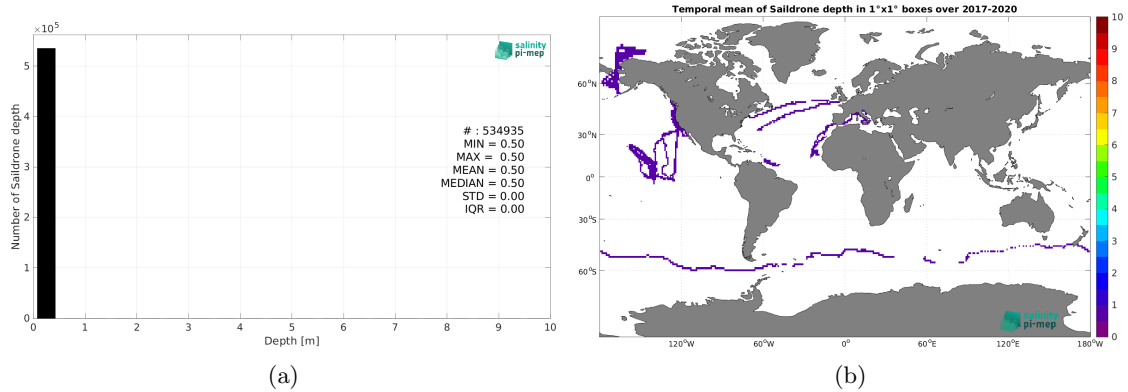 ×10⁵
5
4
3
2
1
0
Number of Saildrone depth
0 1 2 3 4 5 6 7 8 9 10
Depth [m]
salinity
pi-mep
# : 534935
MIN = 0.50
MAX = 0.50
MEAN = 0.50
MEDIAN = 0.50
STD = 0.00
IQR = 0.00
(a)
Temporal mean of Saildrone depth in 1°x1° boxes over 2017-2020
60°N
30°N
0°
30°S
60°S
120°W 60°W 0° 60°E 120°E 180°W
salinity
pi-mep
10
9
8
7
6
5
4
3
2
1
0
(b)